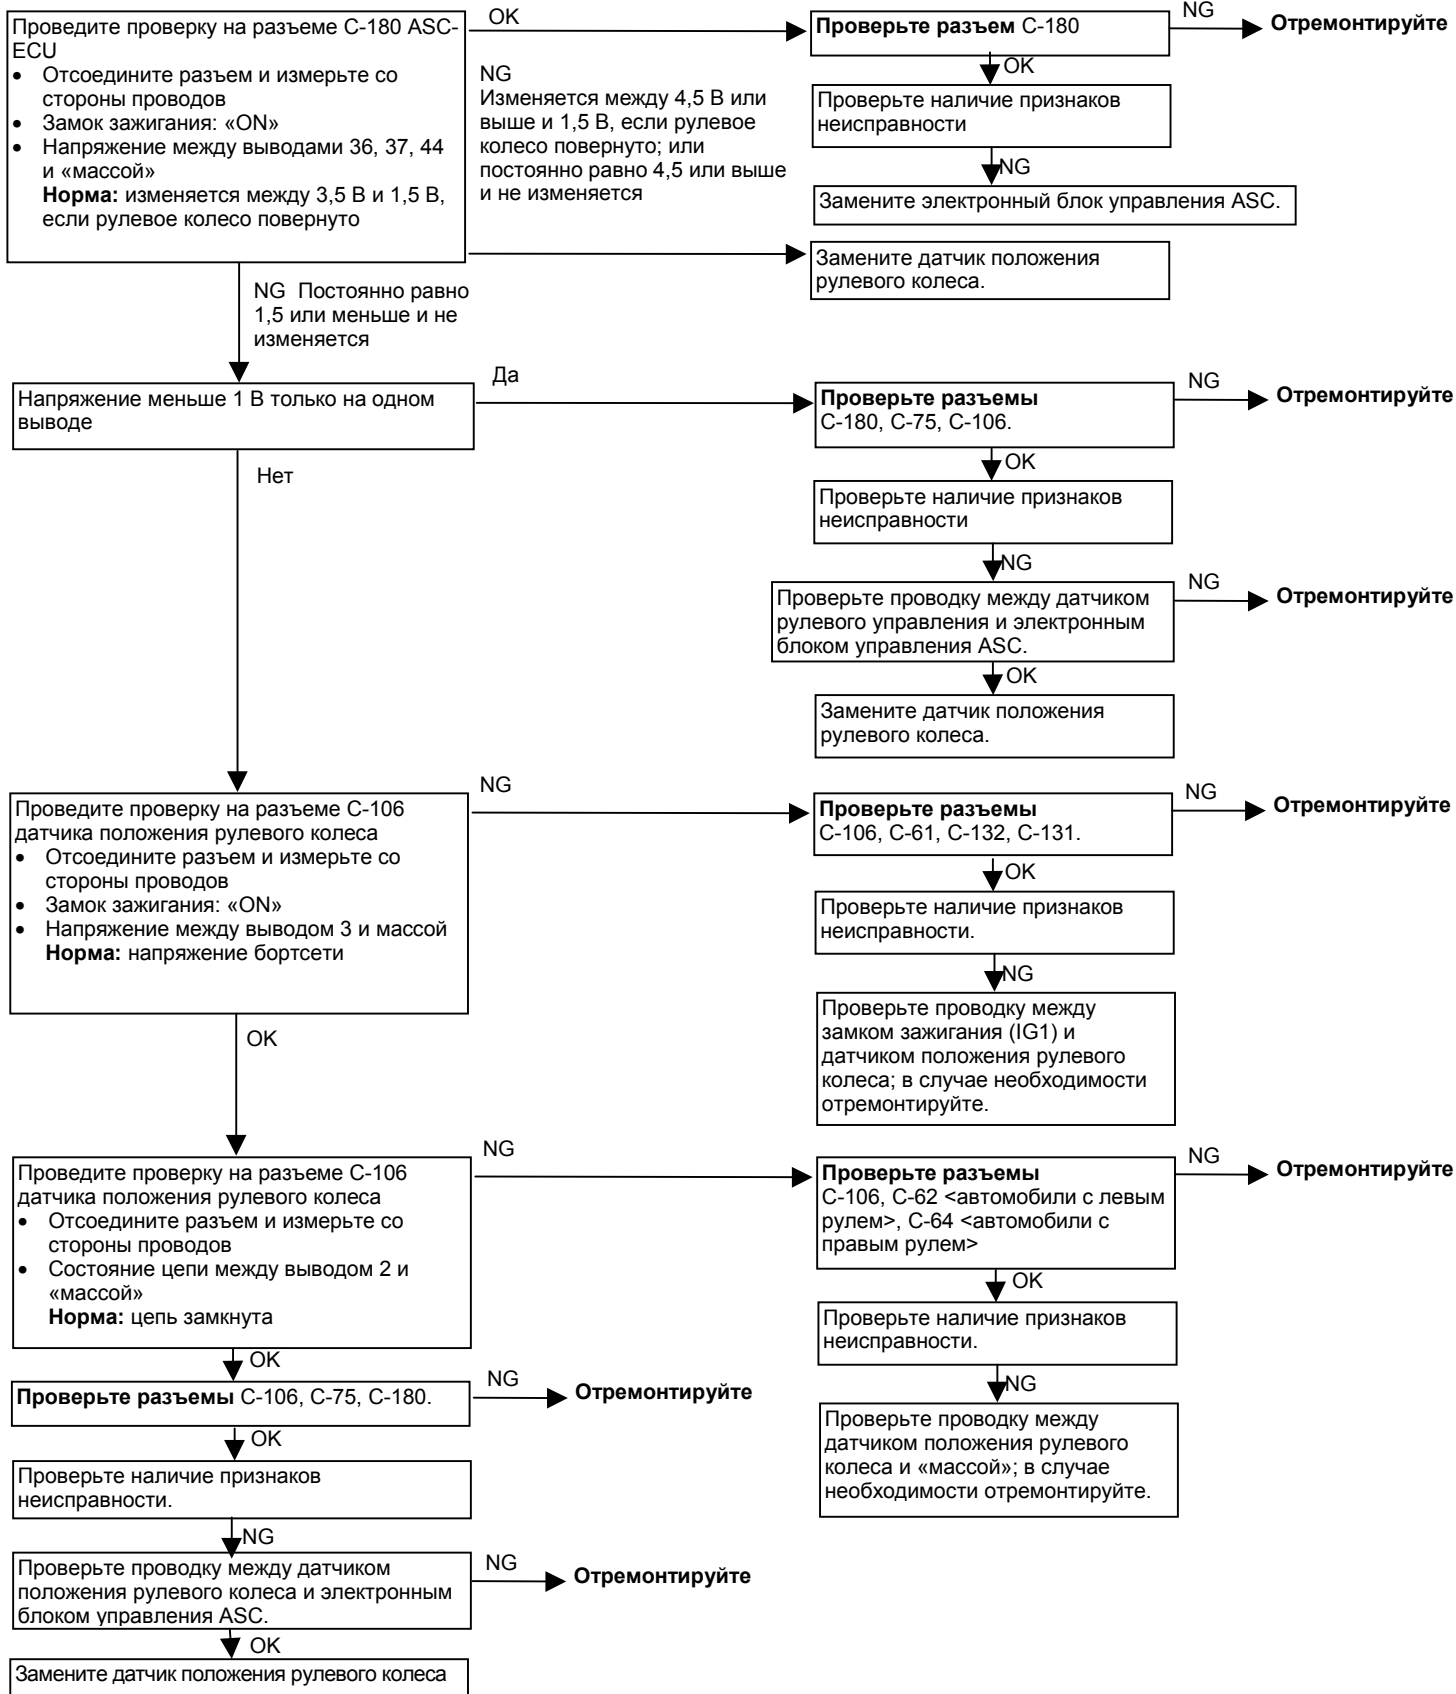 Проведите проверку на разъеме C-180 ASC-
ECU
• Отсоедините разъем и измерьте со
стороны проводов
• Замок зажигания: «ON»
• Напряжение между выводами 36, 37, 44
и «массой»
Норма: изменяется между 3,5 В и 1,5 В,
если рулевое колесо повернуто
OK
Проверьте разъем C-180
NG
Отремонтируйте
OK
Проверьте наличие признаков
неисправности
NG
Замените электронный блок управления ASC.
NG
Изменяется между 4,5 В или
выше и 1,5 В, если рулевое
колесо повернуто; или
постоянно равно 4,5 или выше
и не изменяется
Замените датчик положения
рулевого колеса.
NG Постоянно равно
1,5 или меньше и не
изменяется
Напряжение меньше 1 В только на одном
выводе
Да
Проверьте разъемы
C-180, C-75, C-106.
NG
Отремонтируйте
OK
Проверьте наличие признаков
неисправности
NG
Проверьте проводку между датчиком
рулевого управления и электронным
блоком управления ASC.
NG
Отремонтируйте
OK
Замените датчик положения
рулевого колеса.
Нет
Проведите проверку на разъеме C-106
датчика положения рулевого колеса
• Отсоедините разъем и измерьте со
стороны проводов
• Замок зажигания: «ON»
• Напряжение между выводом 3 и массой
Норма: напряжение бортсети
NG
Проверьте разъемы
C-106, C-61, C-132, C-131.
NG
Отремонтируйте
OK
Проверьте наличие признаков
неисправности.
NG
Проверьте проводку между
замком зажигания (IG1) и
датчиком положения рулевого
колеса; в случае необходимости
отремонтируйте.
OK
Проведите проверку на разъеме C-106
датчика положения рулевого колеса
• Отсоедините разъем и измерьте со
стороны проводов
• Состояние цепи между выводом 2 и
«массой»
Норма: цепь замкнута
NG
Проверьте разъемы
C-106, C-62 <автомобили с левым
рулем>, C-64 <автомобили с
правым рулем>
NG
Отремонтируйте
OK
Проверьте наличие признаков
неисправности.
NG
Проверьте проводку между
датчиком положения рулевого
колеса и «массой»; в случае
необходимости отремонтируйте.
OK
Проверьте разъемы C-106, C-75, C-180.
NG
Отремонтируйте
OK
Проверьте наличие признаков
неисправности.
NG
Проверьте проводку между датчиком
положения рулевого колеса и электронным
блоком управления ASC.
NG
Отремонтируйте
OK
Замените датчик положения рулевого колеса